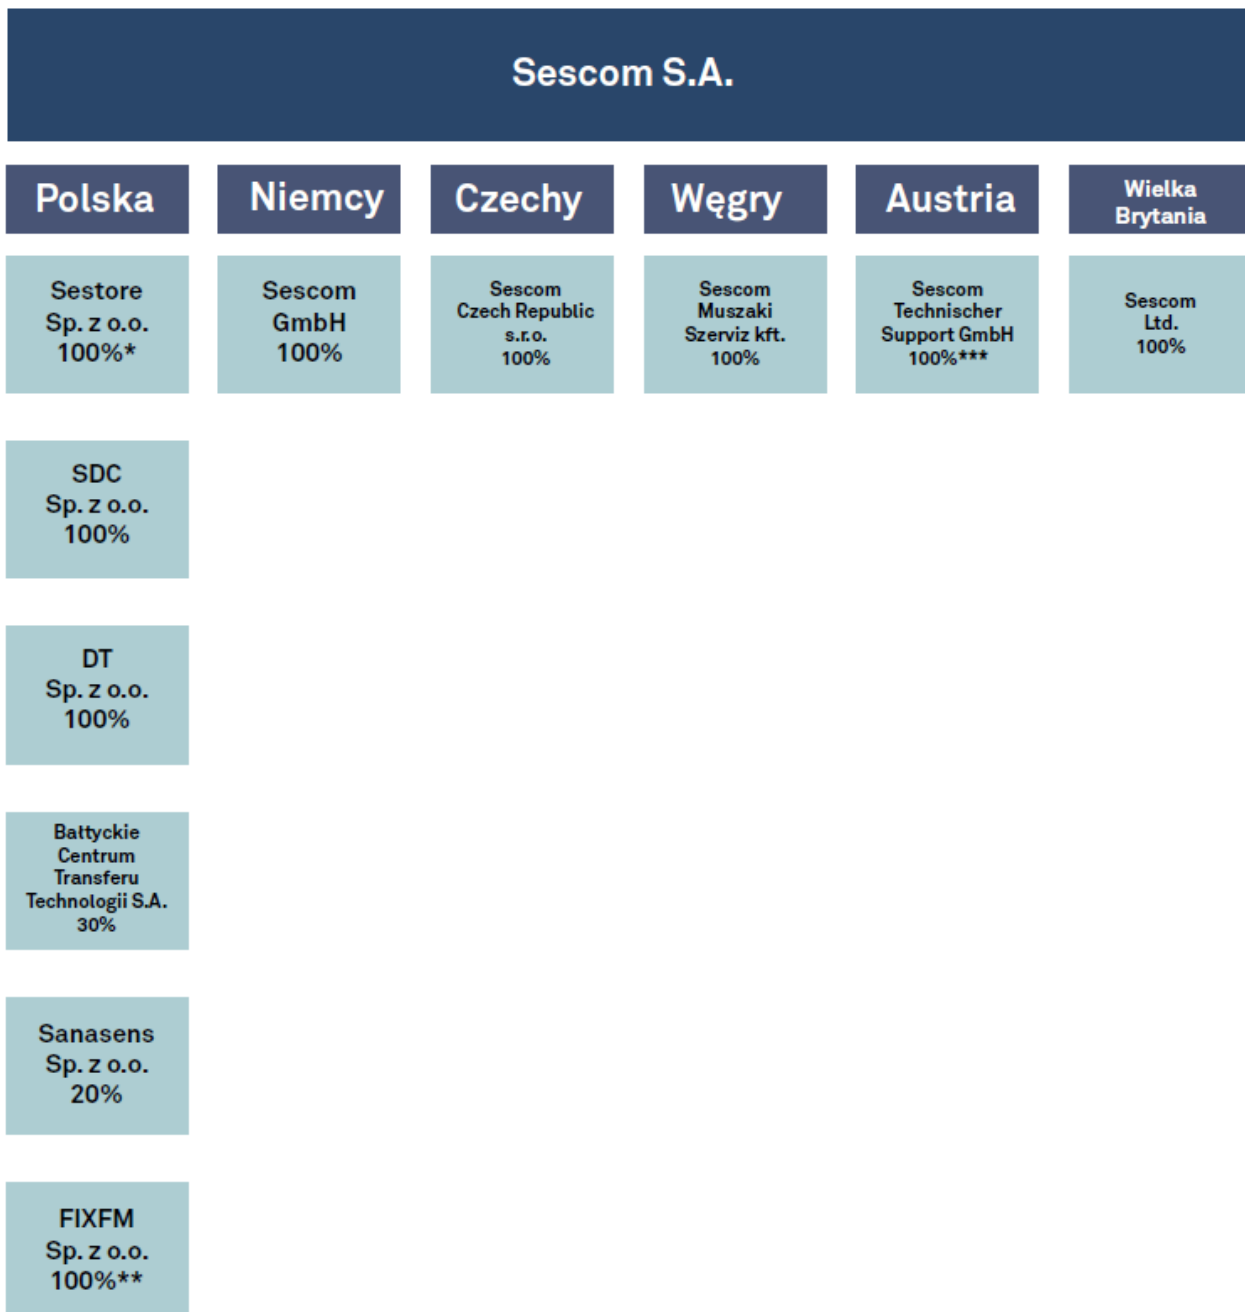 Sescom S.A.
Polska
Niemcy
Czechy
Węgry
Austria
Wielka
Brytania
Sestore
Sp. z o.o.
100%*
Sescom
GmbH
100%
Sescom
Czech Republic
s.r.o.
100%
Sescom
Muszaki
Szerviz kft.
100%
Sescom
Technischer
Support GmbH
100%***
Sescom
Ltd.
100%
SDC
Sp. z o.o.
100%
DT
Sp. z o.o.
100%
Bałtyckie
Centrum
Transferu
Technologii S.A.
30%
Sanasens
Sp. z o.o.
20%
FIXFM
Sp. z o.o.
100%**